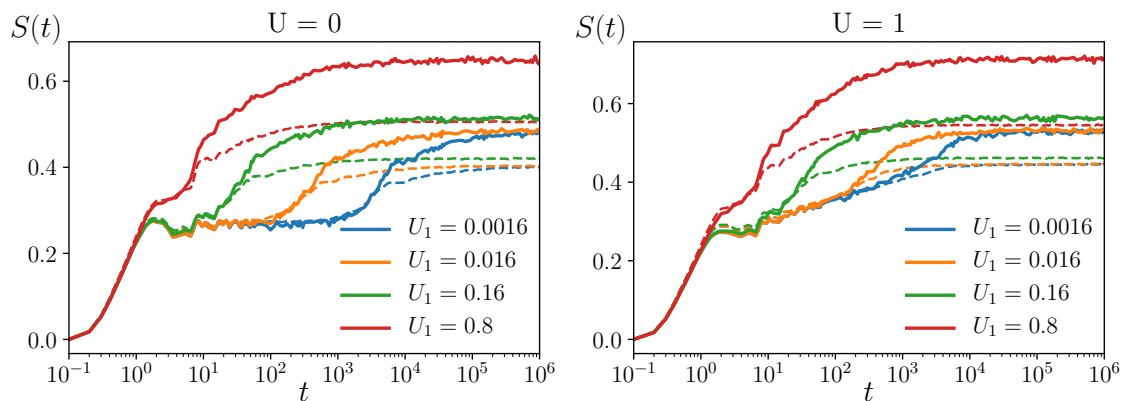 U = 0
S(t)
0.6
0.4
0.2
0.0
U₁ = 0.0016
U₁ = 0.016
U₁ = 0.16
U₁ = 0.8
10⁻¹ 10⁰ 10¹ 10² 10³ 10⁴ 10⁵ 10⁶
t
U = 1
S(t)
0.6
0.4
0.2
0.0
U₁ = 0.0016
U₁ = 0.016
U₁ = 0.16
U₁ = 0.8
10⁻¹ 10⁰ 10¹ 10² 10³ 10⁴ 10⁵ 10⁶
t